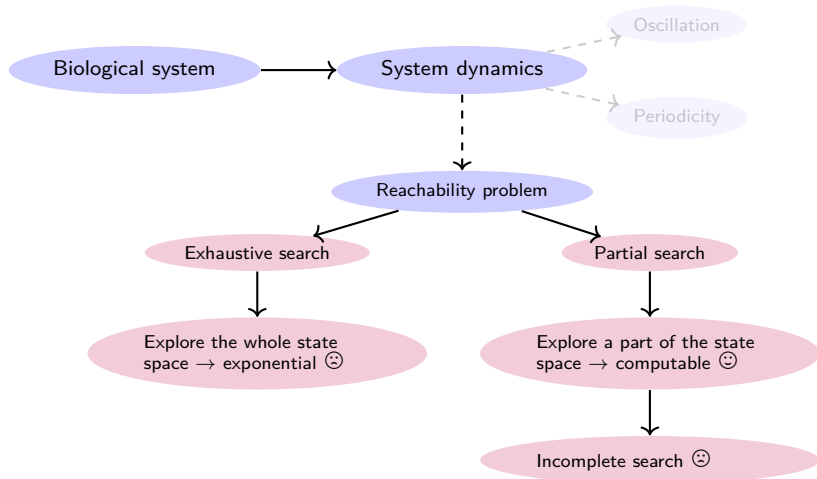 Oscillation
Biological system
System dynamics
Periodicity
Reachability problem
Exhaustive search
Partial search
Explore the whole state
space → exponential ☹
Explore a part of the state
space → computable ☺
Incomplete search ☹